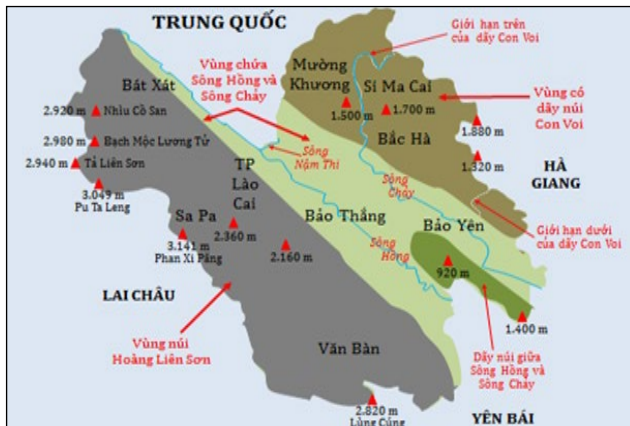 TRUNG QUỐC
Giới hạn trên
của dãy Con Voi
Mường
Khương
Si Ma Cai
Vùng chứa
Sông Hồng và
Sông Chảy
Bát Xát
Vùng có
dãy núi
Con Voi
2.920 m
Nhìu Cồ San
1.500 m
1.700 m
1.880 m
Bắc Hà
2.980 m
Bạch Mộc Lương Tử
2.940 m
Tả Liên Sơn
Sông
Nậm Thi
1.320 m
HÀ
GIANG
3.049 m
Pu Ta Leng
TP
Lào
Cai
Sông
Chảy
Sa Pa
Bảo Thắng
Bảo Yên
Giới hạn dưới
của dãy Con Voi
2.360 m
3.141 m
Phan Xi Păng
2.160 m
Sông
Hồng
920 m
LAI CHÂU
1.400 m
Vùng núi
Hoàng Liên Sơn
Văn Bàn
Dãy núi giữa
Sông Hồng và
Sông Chảy
2.820 m
Lùng Cúng
YÊN BÁI